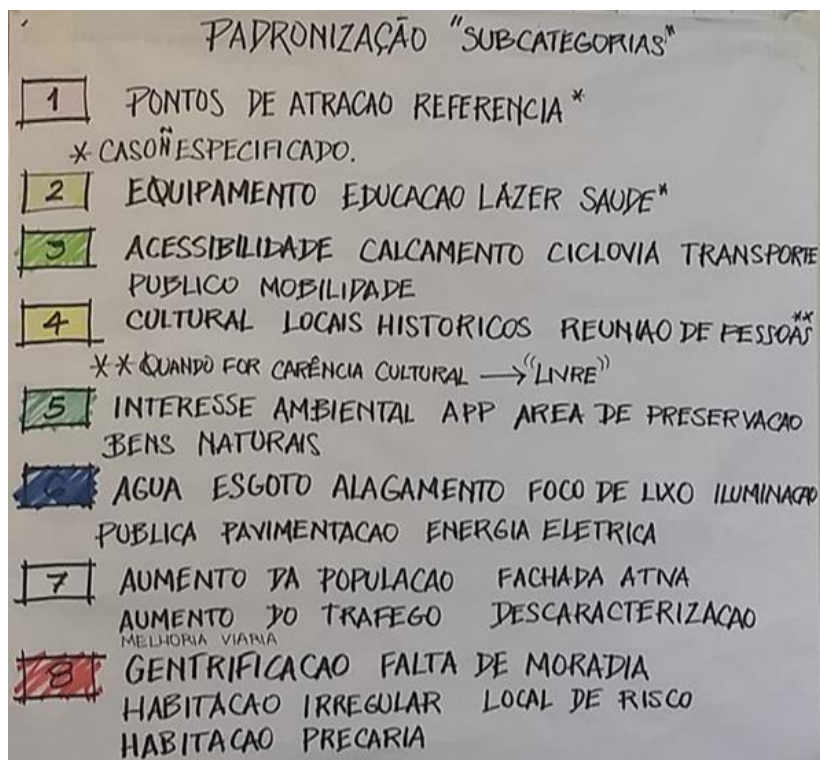 PADRONIZAÇÃO "SUBCATEGORIAS"
1 PONTOS DE ATRACAO REFERENCIA*
* CASO Ñ ESPECIFICADO.
2 EQUIPAMENTO EDUCACAO LAZER SAUDE*
3 ACESSIBILIDADE CALCAMENTO CICLOVIA TRANSPORTE
PUBLICO MOBILIDADE
4 CULTURAL LOCAIS HISTORICOS REUNIAO DE PESSOAS**
** QUANDO FOR CARÊNCIA CULTURAL → "LIVRE"
5 INTERESSE AMBIENTAL APP AREA DE PRESERVACAO
BENS NATURAIS
6 AGUA ESGOTO ALAGAMENTO FOCO DE LIXO ILUMINACAO
PUBLICA PAVIMENTACAO ENERGIA ELETRICA
7 AUMENTO DA POPULACAO FACHADA ATIVA
AUMENTO DO TRAFEGO DESCARACTERIZACAO
MELHORIA VIARIA
8 GENTRIFICACAO FALTA DE MORADIA
HABITACAO IRREGULAR LOCAL DE RISCO
HABITACAO PRECARIA